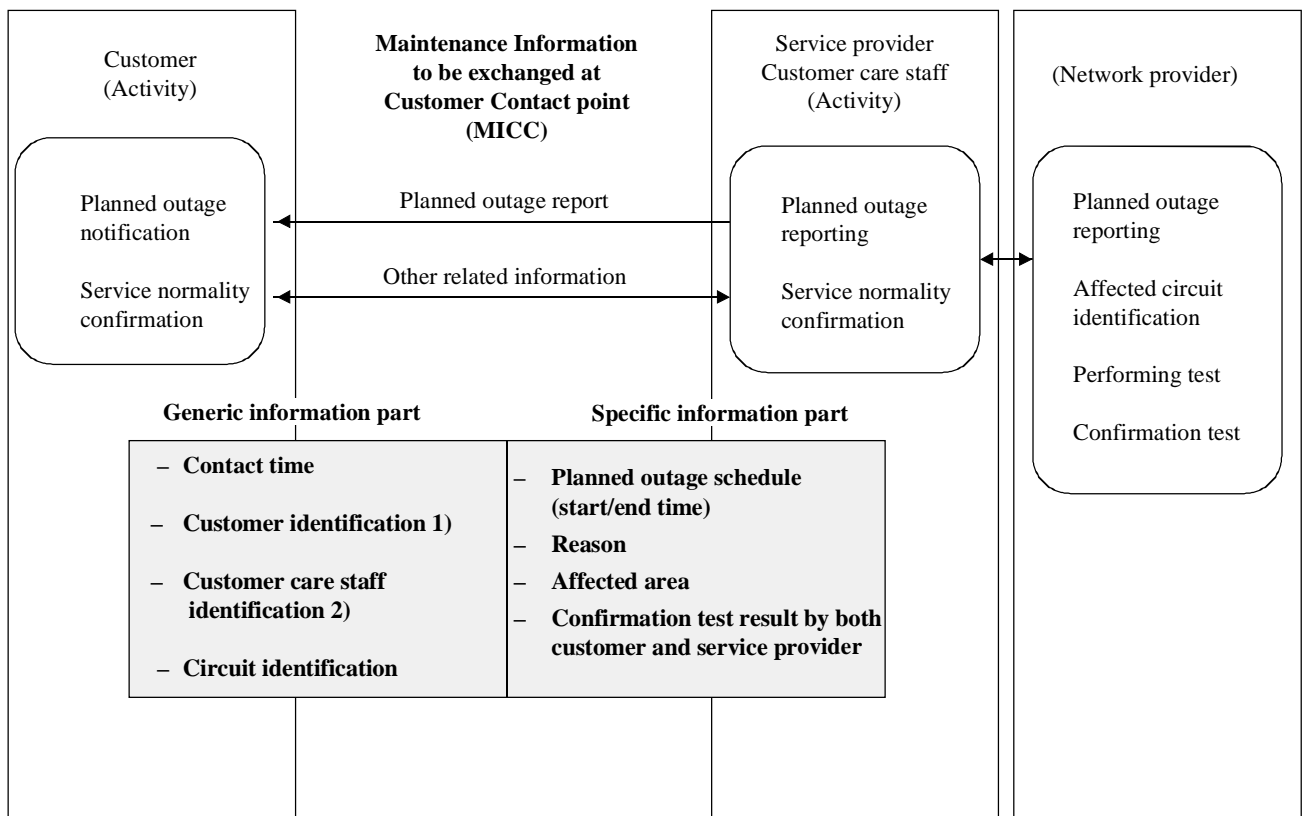 Customer
(Activity)
Maintenance Information
to be exchanged at
Customer Contact point
(MICC)
Service provider
Customer care staff
(Activity)
(Network provider)
Planned outage
notification
Service normality
confirmation
Planned outage report
Other related information
Planned outage
reporting
Service normality
confirmation
Planned outage
reporting
Affected circuit
identification
Performing test
Confirmation test
Generic information part
– Contact time
– Customer identification 1)
– Customer care staff
identification 2)
– Circuit identification
Specific information part
– Planned outage schedule
(start/end time)
– Reason
– Affected area
– Confirmation test result by both
customer and service provider